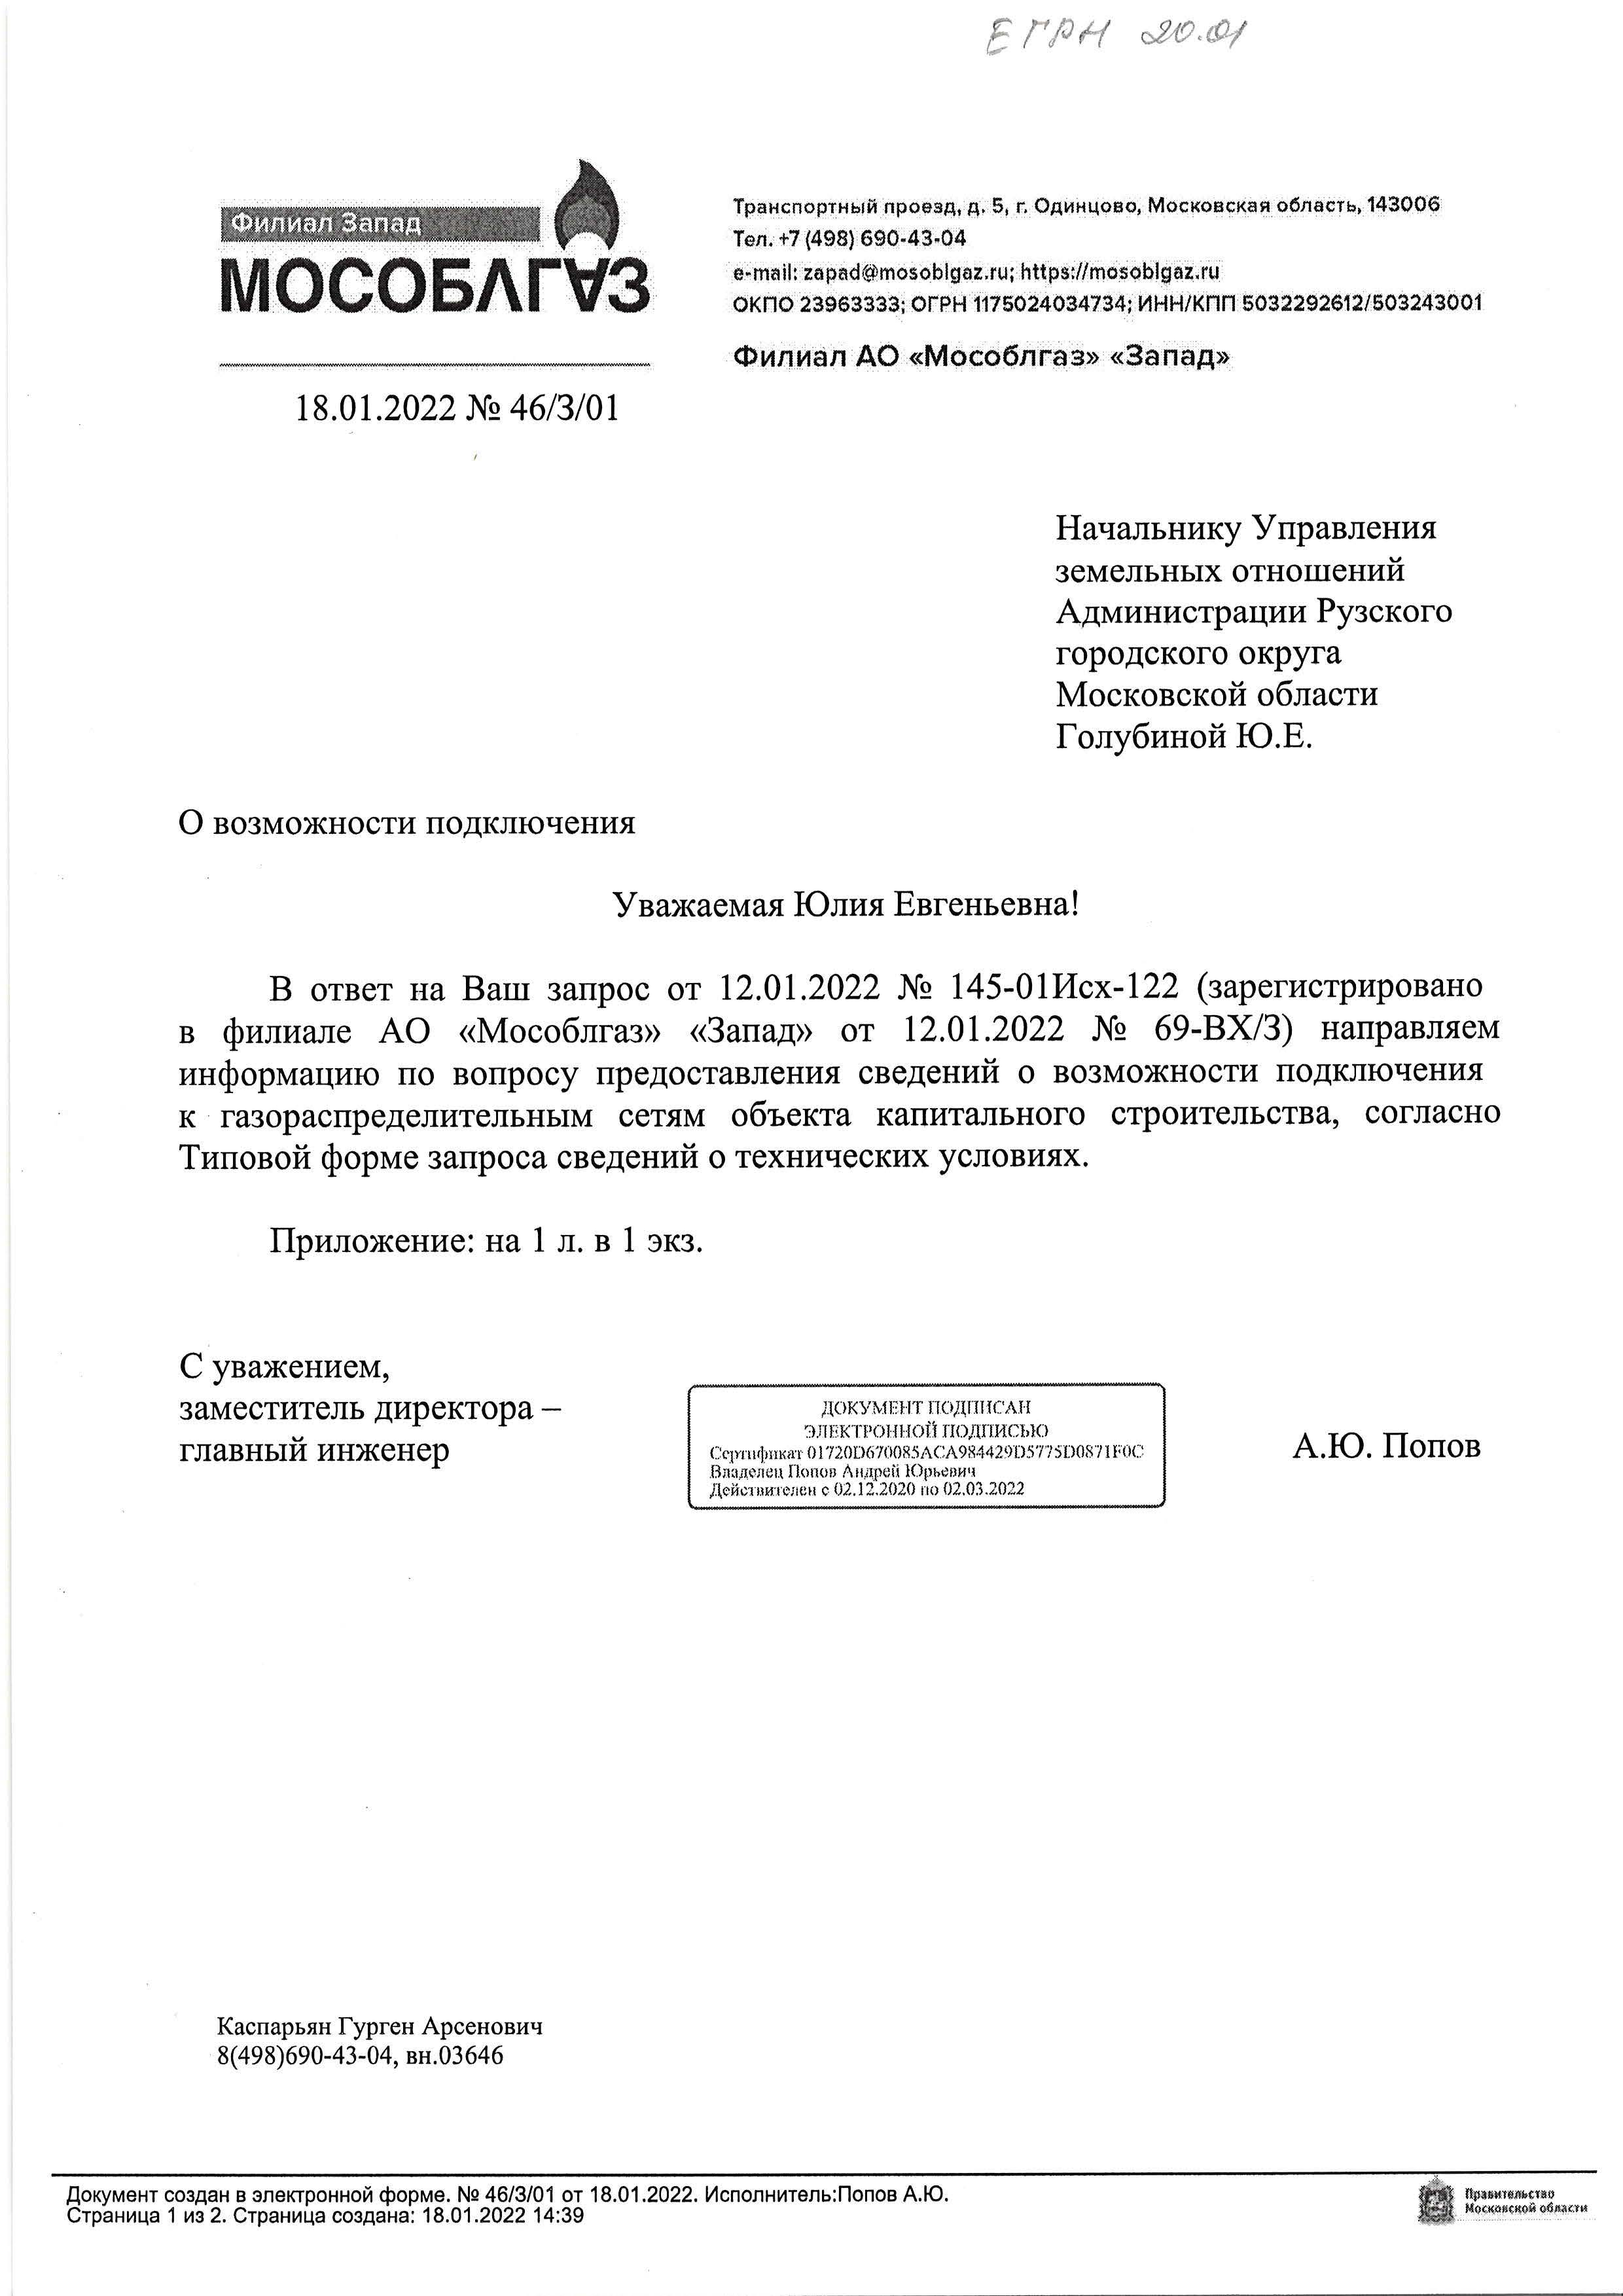 ЕГРН 20.01
Филиал Запад
МОСОБЛГАЗ
Транспортный проезд, д. 5, г. Одинцово, Московская область, 143006
Тел. +7 (498) 690-43-04
e-mail: zapad@mosoblgaz.ru; https://mosoblgaz.ru
ОКПО 23963333; ОГРН 1175024034734; ИНН/КПП 5032292612/503243001
Филиал АО «Мособлгаз» «Запад»
18.01.2022 № 46/З/01
Начальнику Управления
земельных отношений
Администрации Рузского
городского округа
Московской области
Голубиной Ю.Е.
О возможности подключения
Уважаемая Юлия Евгеньевна!
В ответ на Ваш запрос от 12.01.2022 № 145-01Исх-122 (зарегистрировано
в филиале АО «Мособлгаз» «Запад» от 12.01.2022 № 69-ВХ/З) направляем
информацию по вопросу предоставления сведений о возможности подключения
к газораспределительным сетям объекта капитального строительства, согласно
Типовой форме запроса сведений о технических условиях.
Приложение: на 1 л. в 1 экз.
С уважением,
заместитель директора –
главный инженер
ДОКУМЕНТ ПОДПИСАН
ЭЛЕКТРОННОЙ ПОДПИСЬЮ
Сертификат 01720D670085ACA984429D5775D0871F0C
Владелец Попов Андрей Юрьевич
Действителен с 02.12.2020 по 02.03.2022
А.Ю. Попов
Каспарьян Гурген Арсенович
8(498)690-43-04, вн.03646
Документ создан в электронной форме. № 46/З/01 от 18.01.2022. Исполнитель:Попов А.Ю.
Страница 1 из 2. Страница создана: 18.01.2022 14:39
Правительство
Московской области